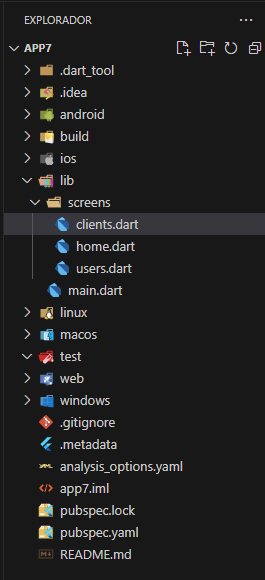 EXPLORADOR
APP7
.dart_tool
.idea
android
build
ios
lib
screens
clients.dart
home.dart
users.dart
main.dart
linux
macos
test
web
windows
.gitignore
.metadata
analysis_options.yaml
app7.iml
pubspec.lock
pubspec.yaml
README.md